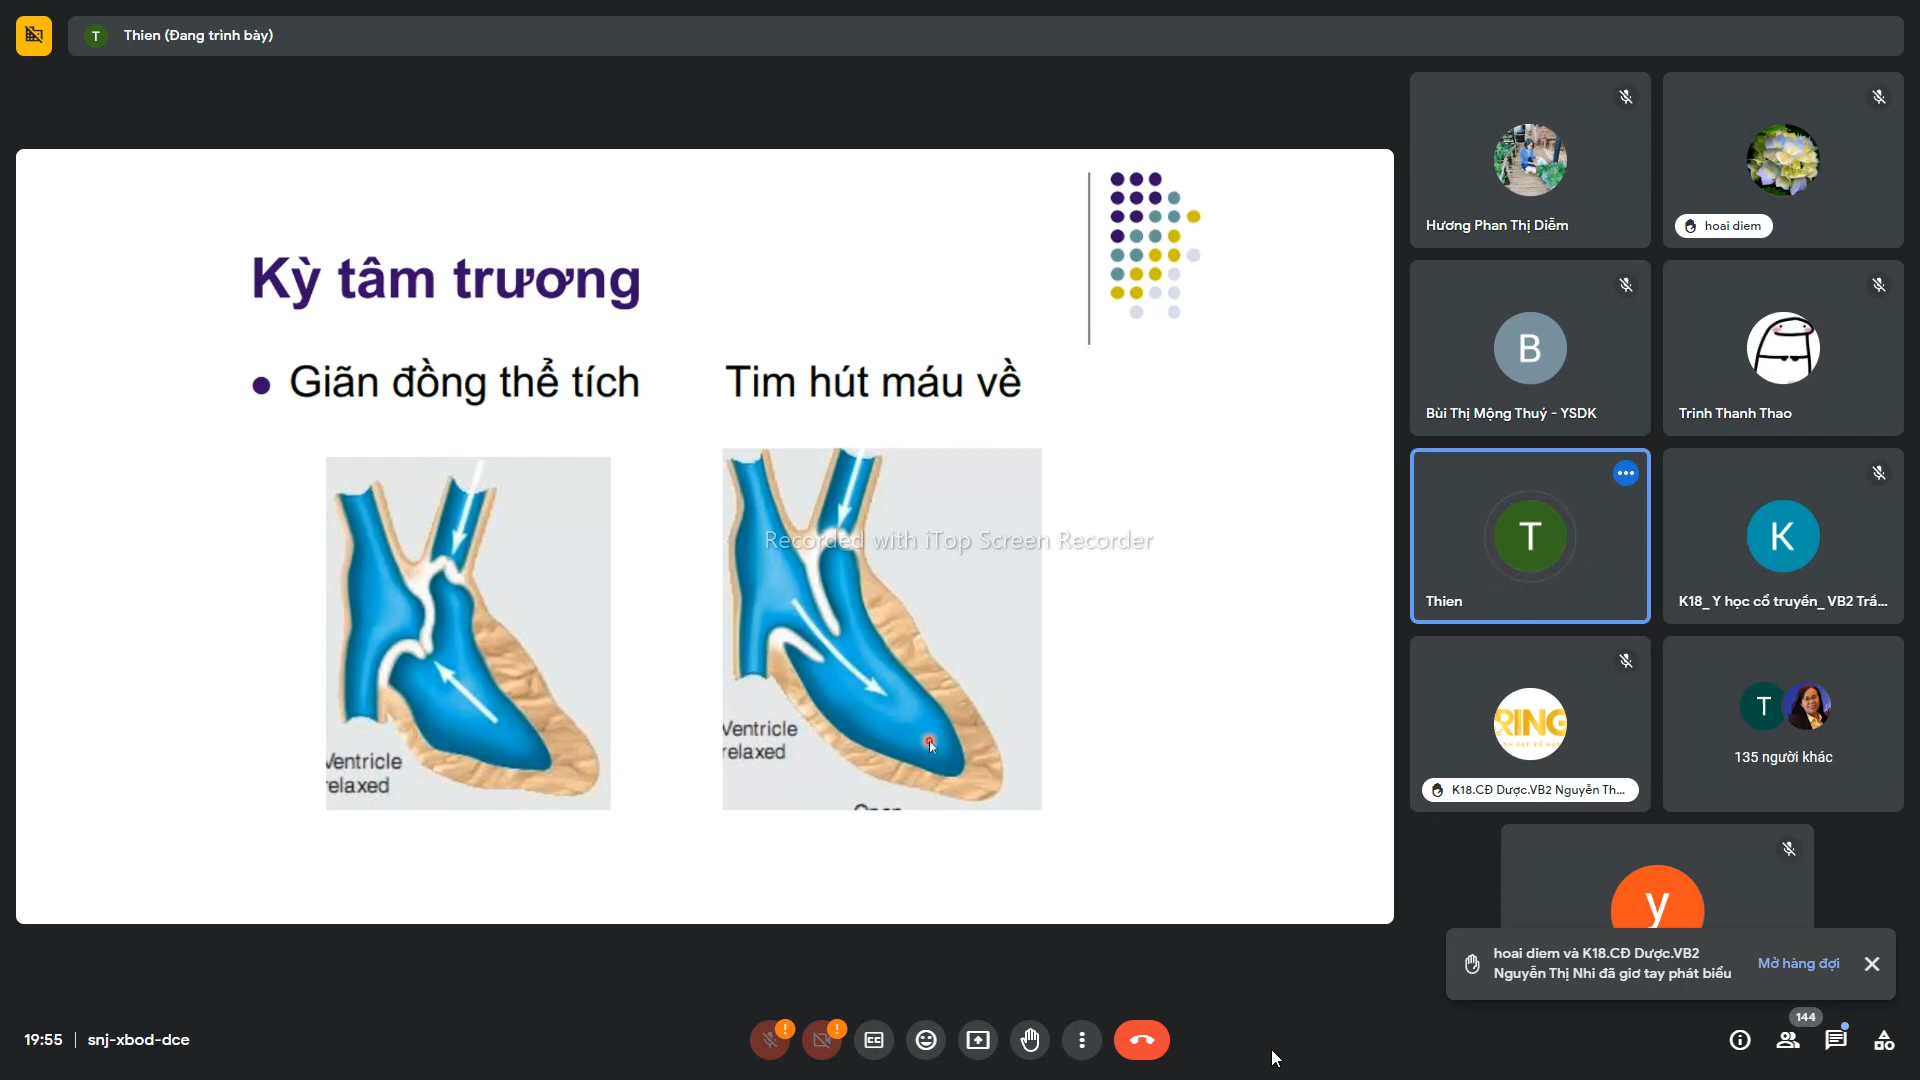 T Thien (Đang trình bày)
Kỳ tâm trương
Giãn đồng thể tích
Tim hút máu về
Ventricle
relaxed
Ventricle
relaxed
Recorded with iTop Screen Recorder
Hương Phan Thị Diễm
hoai diem
B
Bùi Thị Mộng Thuý - YSDK
Trinh Thanh Thao
T
Thien
K
K18_ Y học cổ truyền_ VB2 Trầ...
RING
K18.CĐ Dược.VB2 Nguyễn Th...
T
135 người khác
y
hoai diem và K18.CĐ Dược.VB2
Nguyễn Thị Nhi đã giơ tay phát biểu
Mở hàng đợi
19:55 | snj-xbod-dce
144